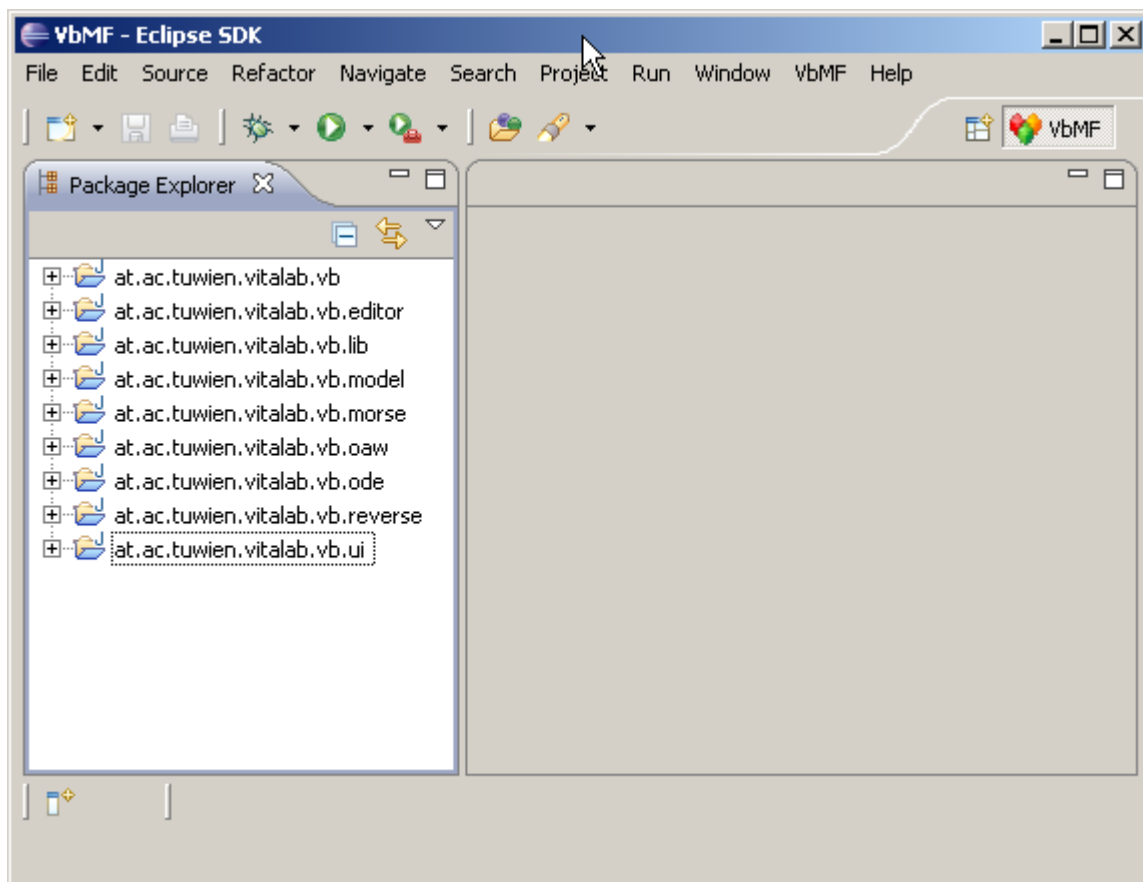 VbMF - Eclipse SDK
File Edit Source Refactor Navigate Search Project Run Window VbMF Help
VbMF
Package Explorer
at.ac.tuwien.vitalab.vb
at.ac.tuwien.vitalab.vb.editor
at.ac.tuwien.vitalab.vb.lib
at.ac.tuwien.vitalab.vb.model
at.ac.tuwien.vitalab.vb.morse
at.ac.tuwien.vitalab.vb.oaw
at.ac.tuwien.vitalab.vb.ode
at.ac.tuwien.vitalab.vb.reverse
at.ac.tuwien.vitalab.vb.ui